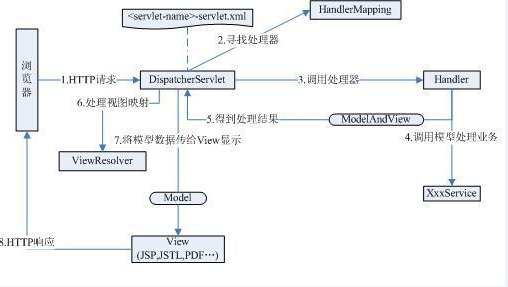 <servlet-name>-servlet.xml
HandlerMapping
2.寻找处理器
浏览器
1.HTTP请求
DispatcherServlet
3.调用处理器
Handler
6.处理视图映射
5.得到处理结果
ModelAndView
7.将模型数据传给View显示
4.调用模型处理业务
ViewResolver
Model
XxxService
8.HTTP响应
View
(JSP,JSTL,PDF…)